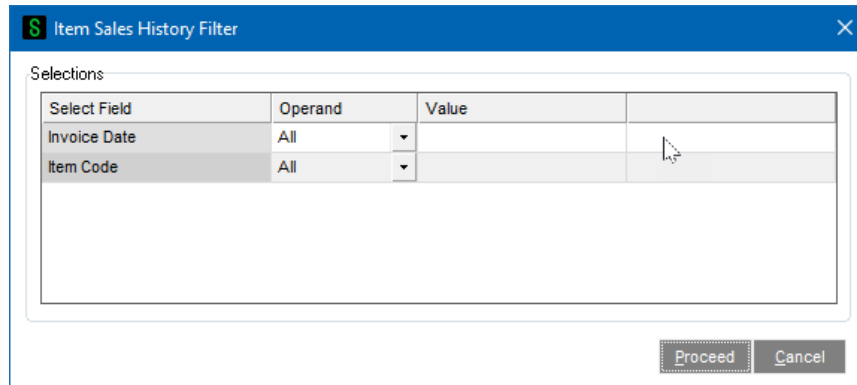 S Item Sales History Filter
Selections
Select Field Operand Value
Invoice Date All
Item Code All
Proceed Cancel